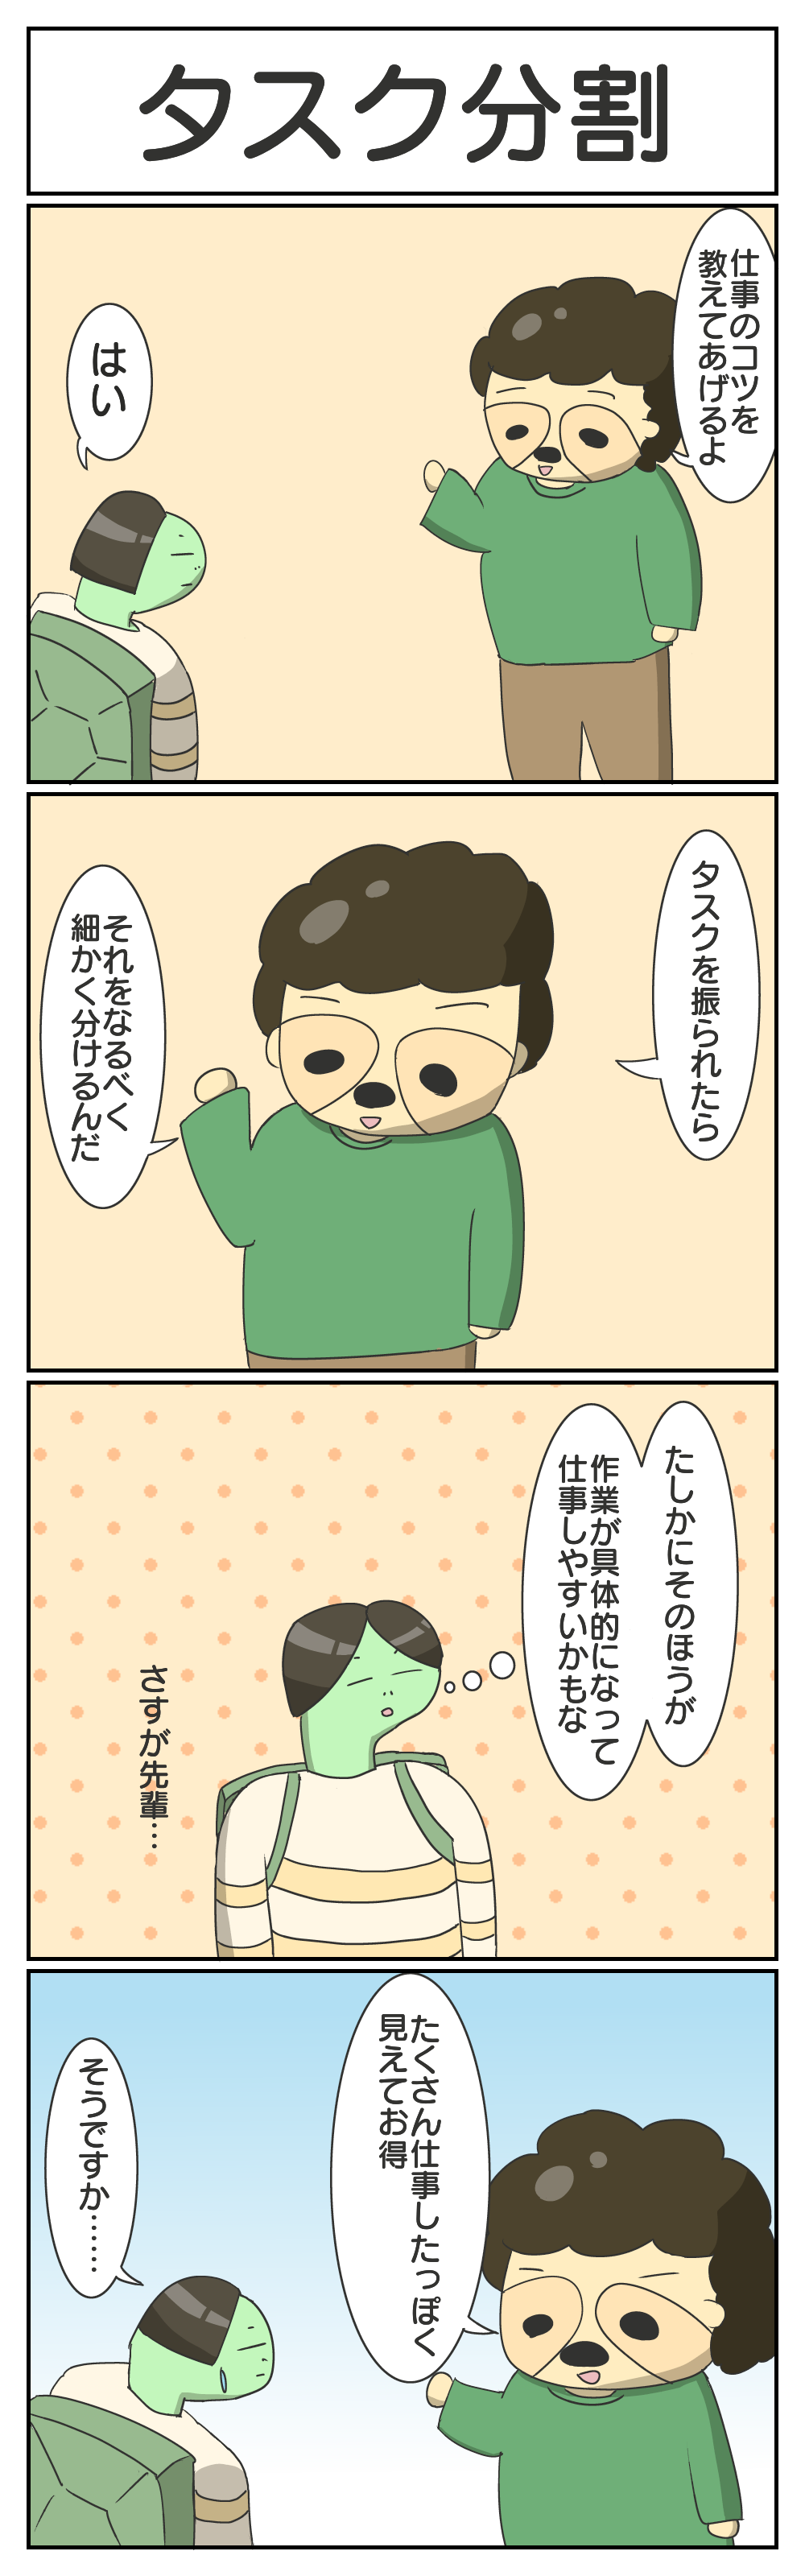 タスク分割
仕事のコツを
教えてあげるよ
はい
タスクを振られたら
それをなるべく
細かく分けるんだ
たしかにそのほうが
作業が具体的になって
仕事しやすいかもな
さすが先輩…
たくさん仕事したっぽく
見えてお得
そうですか……